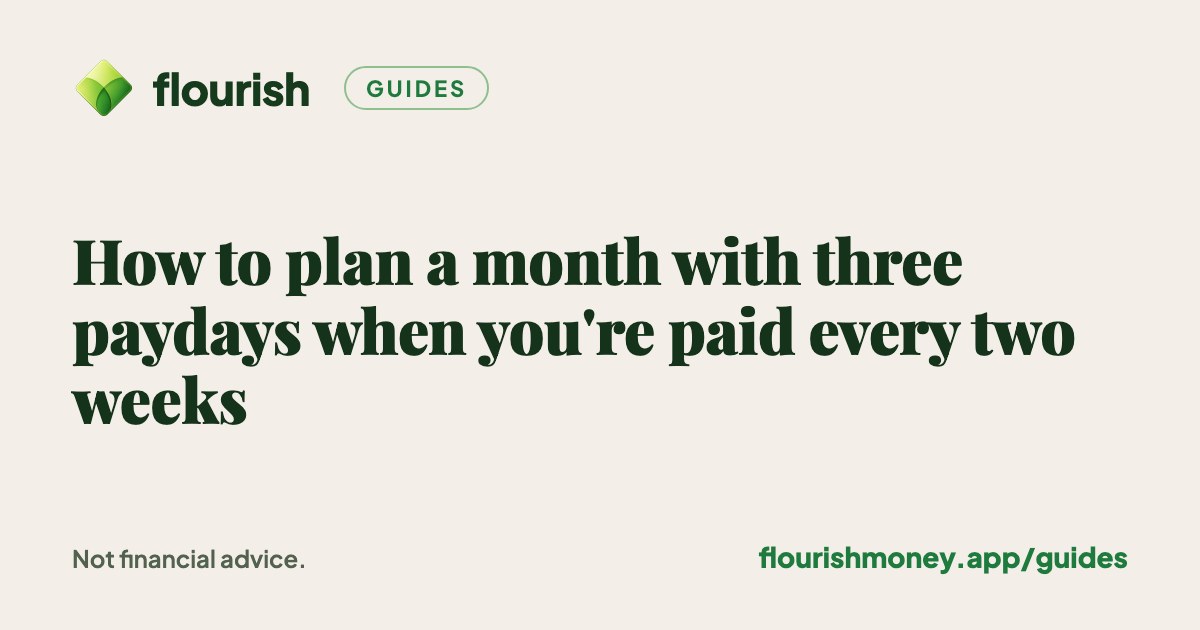 flourish
GUIDES
How to plan a month with three
paydays when you're paid every two
weeks
Not financial advice.
flourishmoney.app/guides